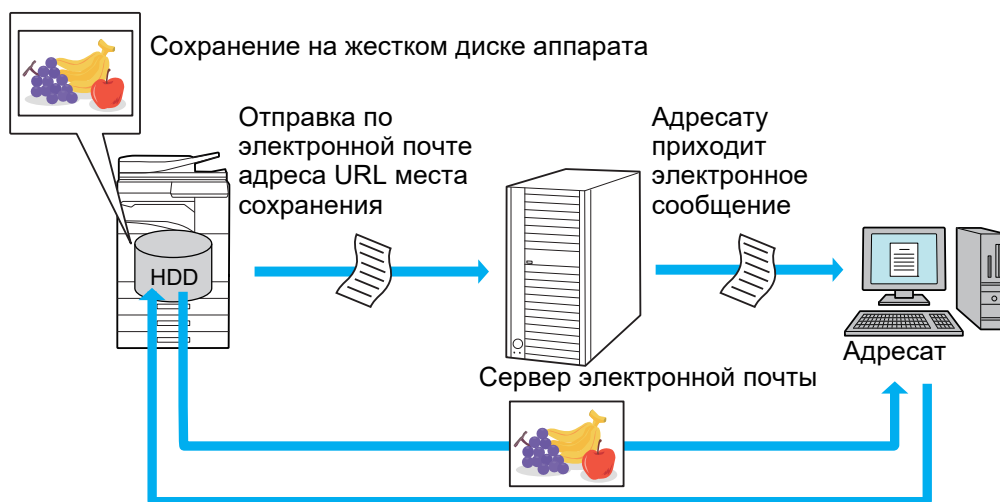 Сохранение на жестком диске аппарата
Отправка по
электронной почте
адреса URL места
сохранения
Адресату
приходит
электронное
сообщение
HDD
Адресат
Сервер электронной почты